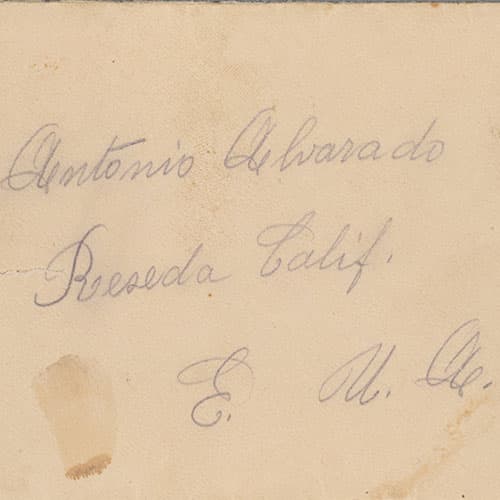 Antonio Alvarado
Reseda Calif.
E. U. A.